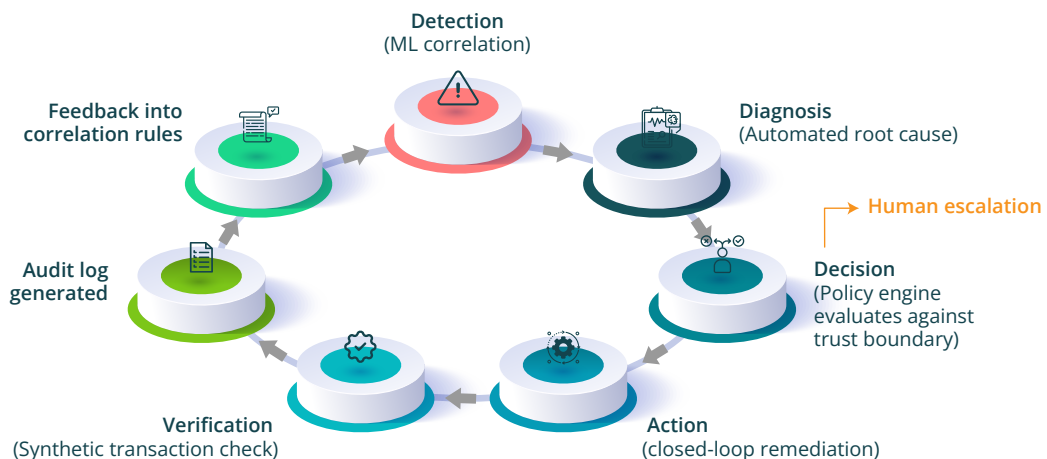 Detection
(ML correlation)
Diagnosis
(Automated root cause)
Human escalation
Decision
(Policy engine
evaluates against
trust boundary)
Action
(closed-loop remediation)
Verification
(Synthetic transaction check)
Audit log
generated
Feedback into
correlation rules